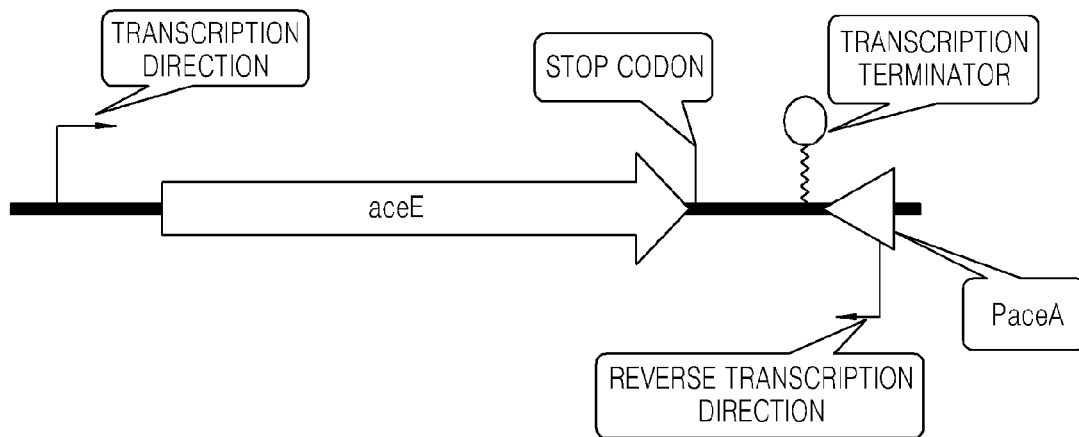 TRANSCRIPTION
DIRECTION
STOP CODON
TRANSCRIPTION
TERMINATOR
aceE
PaceA
REVERSE TRANSCRIPTION
DIRECTION